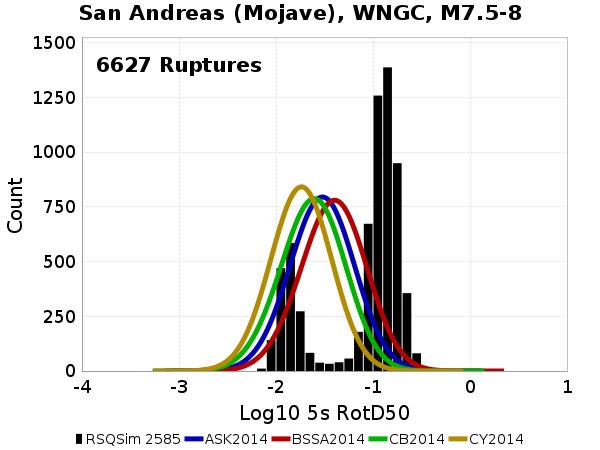 San Andreas (Mojave), WNGC, M7.5-8
6627 Ruptures
Count
1500
1250
1000
750
500
250
0
-4 -3 -2 -1 0 1
Log10 5s RotD50
RSQSim 2585 ASK2014 BSSA2014 CB2014 CY2014